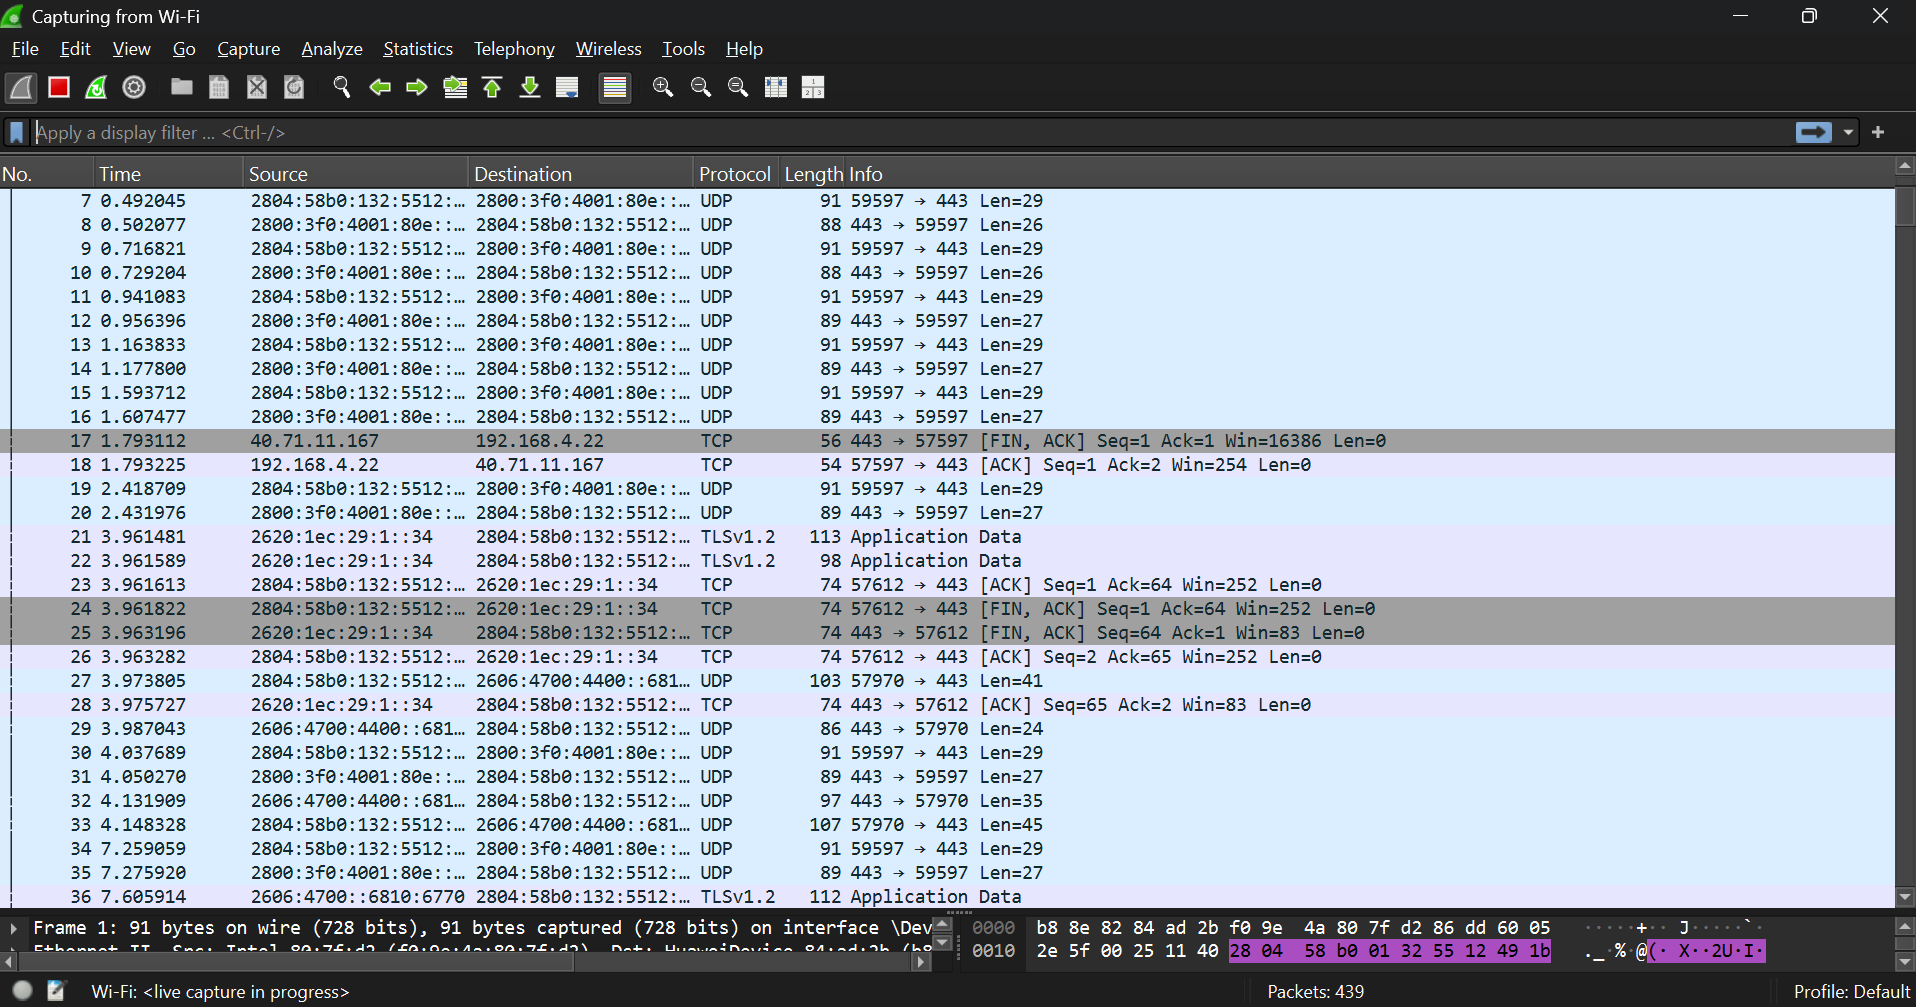 Capturing from Wi-Fi
File Edit View Go Capture Analyze Statistics Telephony Wireless Tools Help
Apply a display filter ... <Ctrl-/>
No. Time Source Destination Protocol Length Info
7 0.492045 2804:58b0:132:5512:… 2800:3f0:4001:80e::… UDP 91 59597 → 443 Len=29
8 0.502077 2800:3f0:4001:80e::… 2804:58b0:132:5512:… UDP 88 443 → 59597 Len=26
9 0.716821 2804:58b0:132:5512:… 2800:3f0:4001:80e::… UDP 91 59597 → 443 Len=29
10 0.729204 2800:3f0:4001:80e::… 2804:58b0:132:5512:… UDP 88 443 → 59597 Len=26
11 0.941083 2804:58b0:132:5512:… 2800:3f0:4001:80e::… UDP 91 59597 → 443 Len=29
12 0.956396 2800:3f0:4001:80e::… 2804:58b0:132:5512:… UDP 89 443 → 59597 Len=27
13 1.163833 2804:58b0:132:5512:… 2800:3f0:4001:80e::… UDP 91 59597 → 443 Len=29
14 1.177800 2800:3f0:4001:80e::… 2804:58b0:132:5512:… UDP 89 443 → 59597 Len=27
15 1.593712 2804:58b0:132:5512:… 2800:3f0:4001:80e::… UDP 91 59597 → 443 Len=29
16 1.607477 2800:3f0:4001:80e::… 2804:58b0:132:5512:… UDP 89 443 → 59597 Len=27
17 1.793112 40.71.11.167 192.168.4.22 TCP 56 443 → 57597 [FIN, ACK] Seq=1 Ack=1 Win=16386 Len=0
18 1.793225 192.168.4.22 40.71.11.167 TCP 54 57597 → 443 [ACK] Seq=1 Ack=2 Win=254 Len=0
19 2.418709 2804:58b0:132:5512:… 2800:3f0:4001:80e::… UDP 91 59597 → 443 Len=29
20 2.431976 2800:3f0:4001:80e::… 2804:58b0:132:5512:… UDP 89 443 → 59597 Len=27
21 3.961481 2620:1ec:29:1::34 2804:58b0:132:5512:… TLSv1.2 113 Application Data
22 3.961589 2620:1ec:29:1::34 2804:58b0:132:5512:… TLSv1.2 98 Application Data
23 3.961613 2804:58b0:132:5512:… 2620:1ec:29:1::34 TCP 74 57612 → 443 [ACK] Seq=1 Ack=64 Win=252 Len=0
24 3.961822 2804:58b0:132:5512:… 2620:1ec:29:1::34 TCP 74 57612 → 443 [FIN, ACK] Seq=1 Ack=64 Win=252 Len=0
25 3.963196 2620:1ec:29:1::34 2804:58b0:132:5512:… TCP 74 443 → 57612 [FIN, ACK] Seq=64 Ack=1 Win=83 Len=0
26 3.963282 2804:58b0:132:5512:… 2620:1ec:29:1::34 TCP 74 57612 → 443 [ACK] Seq=2 Ack=65 Win=252 Len=0
27 3.973805 2804:58b0:132:5512:… 2606:4700:4400::681… UDP 103 57970 → 443 Len=41
28 3.975727 2620:1ec:29:1::34 2804:58b0:132:5512:… TCP 74 443 → 57612 [ACK] Seq=65 Ack=2 Win=83 Len=0
29 3.987043 2606:4700:4400::681… 2804:58b0:132:5512:… UDP 86 443 → 57970 Len=24
30 4.037689 2804:58b0:132:5512:… 2800:3f0:4001:80e::… UDP 91 59597 → 443 Len=29
31 4.050270 2800:3f0:4001:80e::… 2804:58b0:132:5512:… UDP 89 443 → 59597 Len=27
32 4.131909 2606:4700:4400::681… 2804:58b0:132:5512:… UDP 97 443 → 57970 Len=35
33 4.148328 2804:58b0:132:5512:… 2606:4700:4400::681… UDP 107 57970 → 443 Len=45
34 7.259059 2804:58b0:132:5512:… 2800:3f0:4001:80e::… UDP 91 59597 → 443 Len=29
35 7.275920 2800:3f0:4001:80e::… 2804:58b0:132:5512:… UDP 89 443 → 59597 Len=27
36 7.605914 2606:4700::6810:6770 2804:58b0:132:5512:… TLSv1.2 112 Application Data
Frame 1: 91 bytes on wire (728 bits), 91 bytes captured (728 bits) on interface \Dev
Ethernet II, Src: Intel_80:7f:d2 (f0:9e:4a:80:7f:d2), Dst: HuaweiDevice_84:ad:2b (b8
0000 b8 8e 82 84 ad 2b f0 9e 4a 80 7f d2 86 dd 60 05 ·····+·· J·····`·
0010 2e 5f 00 25 11 40 28 04 58 b0 01 32 55 12 49 1b ._·%·@(· X··2U·I·
Wi-Fi: <live capture in progress> Packets: 439 Profile: Default